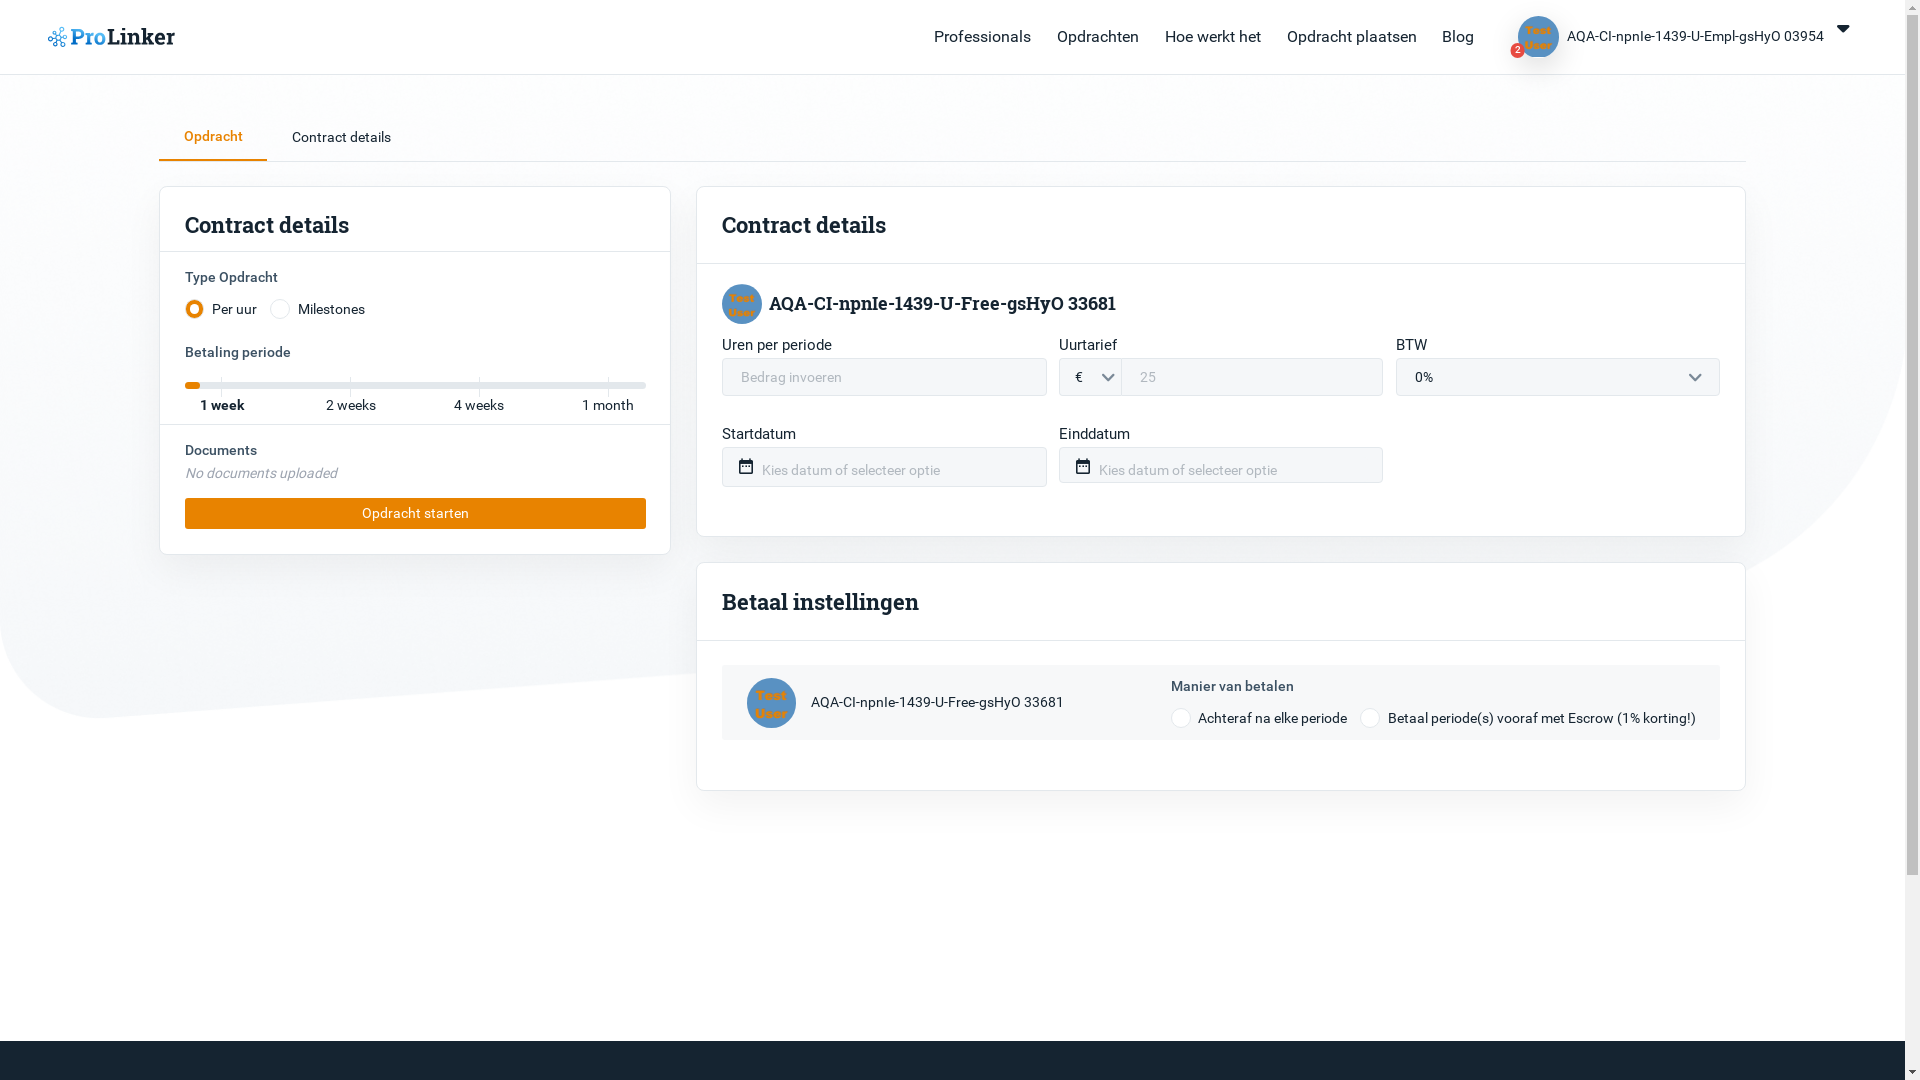 ProLinker
Professionals Opdrachten Hoe werkt het Opdracht plaatsen Blog
Test User
2
AQA-CI-npnIe-1439-U-Empl-gsHyO 03954
Opdracht Contract details
Contract details
Type Opdracht
Per uur Milestones
Betaling periode
1 week 2 weeks 4 weeks 1 month
Documents
No documents uploaded
Opdracht starten
Contract details
Test User
AQA-CI-npnIe-1439-U-Free-gsHyO 33681
Uren per periode Uurtarief BTW
Bedrag invoeren € 25 0%
Startdatum Einddatum
Kies datum of selecteer optie Kies datum of selecteer optie
Betaal instellingen
Test User
AQA-CI-npnIe-1439-U-Free-gsHyO 33681
Manier van betalen
Achteraf na elke periode Betaal periode(s) vooraf met Escrow (1% korting!)